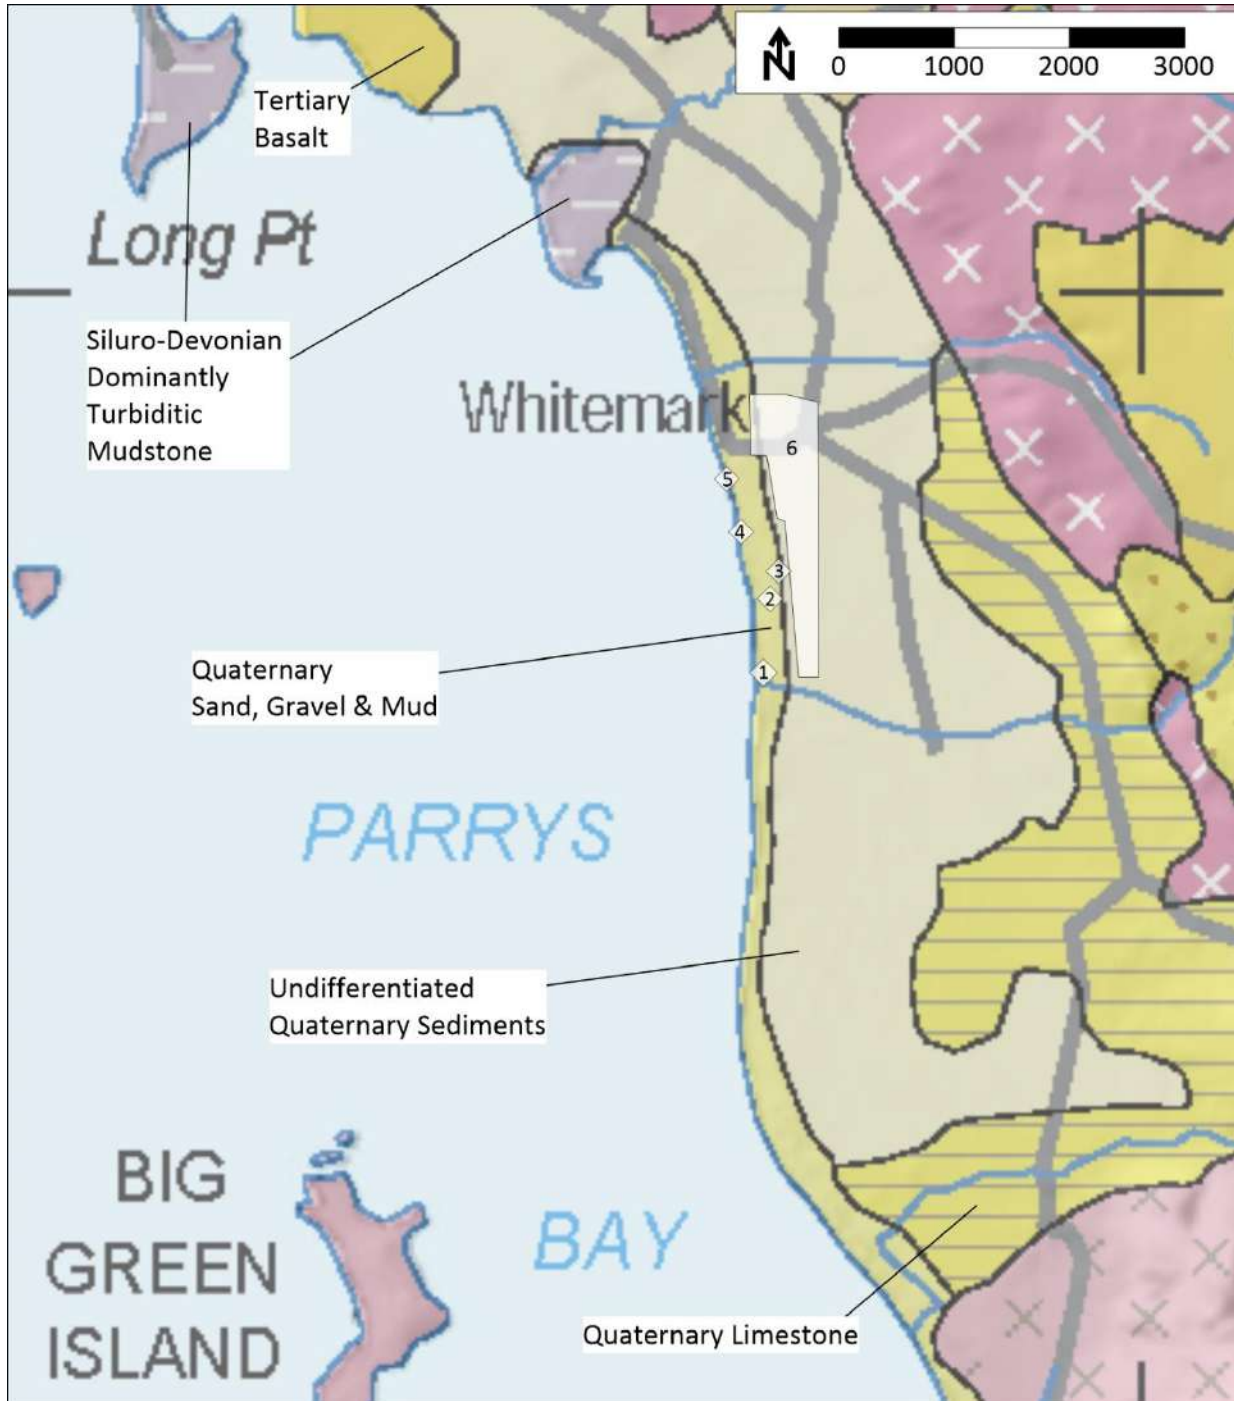 N
0 1000 2000 3000
Tertiary
Basalt
Long Pt
Siluro-Devonian
Dominantly
Turbiditic
Mudstone
Whitemark
6
5
4
3
2
1
Quaternary
Sand, Gravel & Mud
PARRYS
Undifferentiated
Quaternary Sediments
BIG
GREEN
ISLAND
BAY
Quaternary Limestone